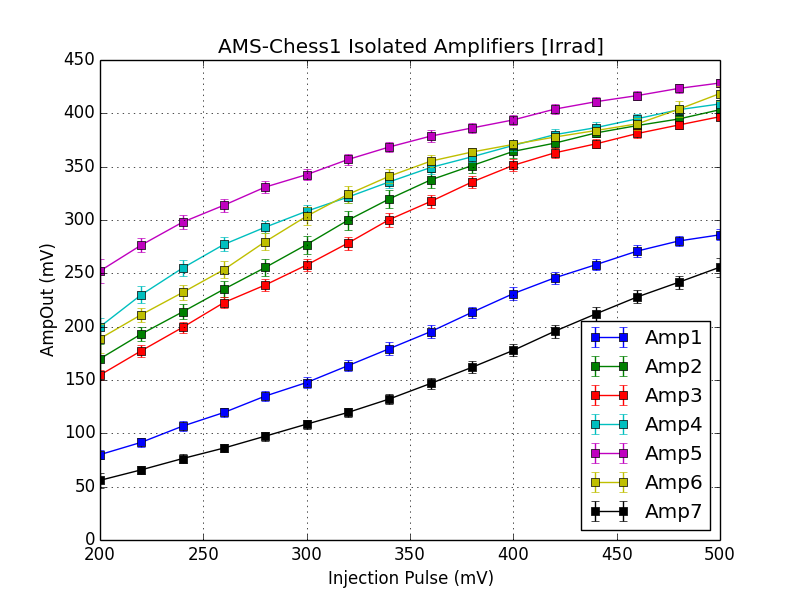 AMS-Chess1 Isolated Amplifiers [Irrad]
450
400
350
300
250
200
150
100
50
0
AmpOut (mV)
200
250
300
350
400
450
500
Injection Pulse (mV)
Amp1
Amp2
Amp3
Amp4
Amp5
Amp6
Amp7